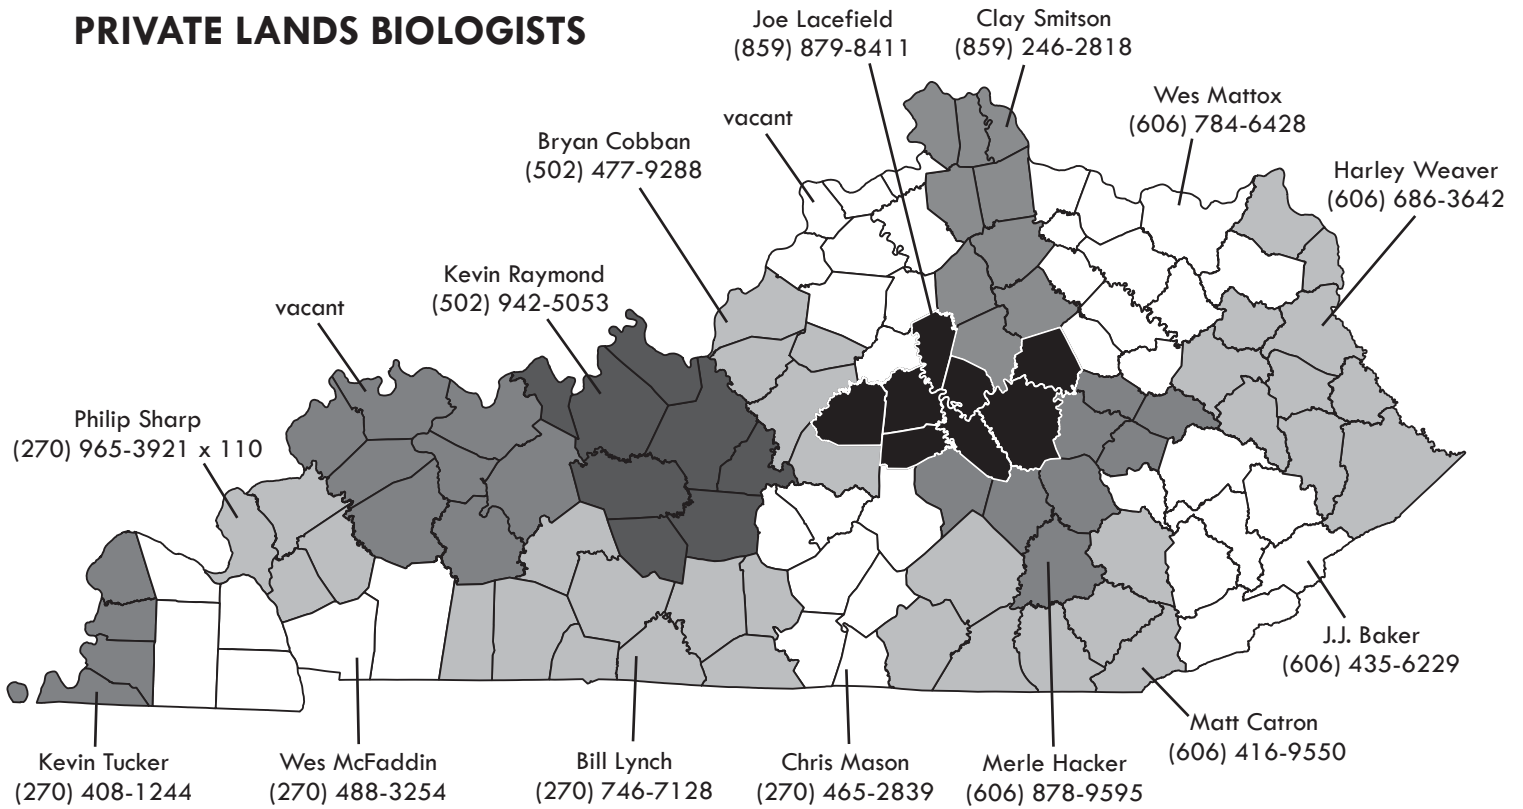 PRIVATE LANDS BIOLOGISTS
Joe Lacefield
(859) 879-8411
Clay Smitson
(859) 246-2818
Wes Mattox
(606) 784-6428
vacant
Bryan Cobban
(502) 477-9288
Harley Weaver
(606) 686-3642
Kevin Raymond
(502) 942-5053
vacant
Philip Sharp
(270) 965-3921 x 110
J.J. Baker
(606) 435-6229
Matt Catron
(606) 416-9550
Kevin Tucker
(270) 408-1244
Wes McFaddin
(270) 488-3254
Bill Lynch
(270) 746-7128
Chris Mason
(270) 465-2839
Merle Hacker
(606) 878-9595